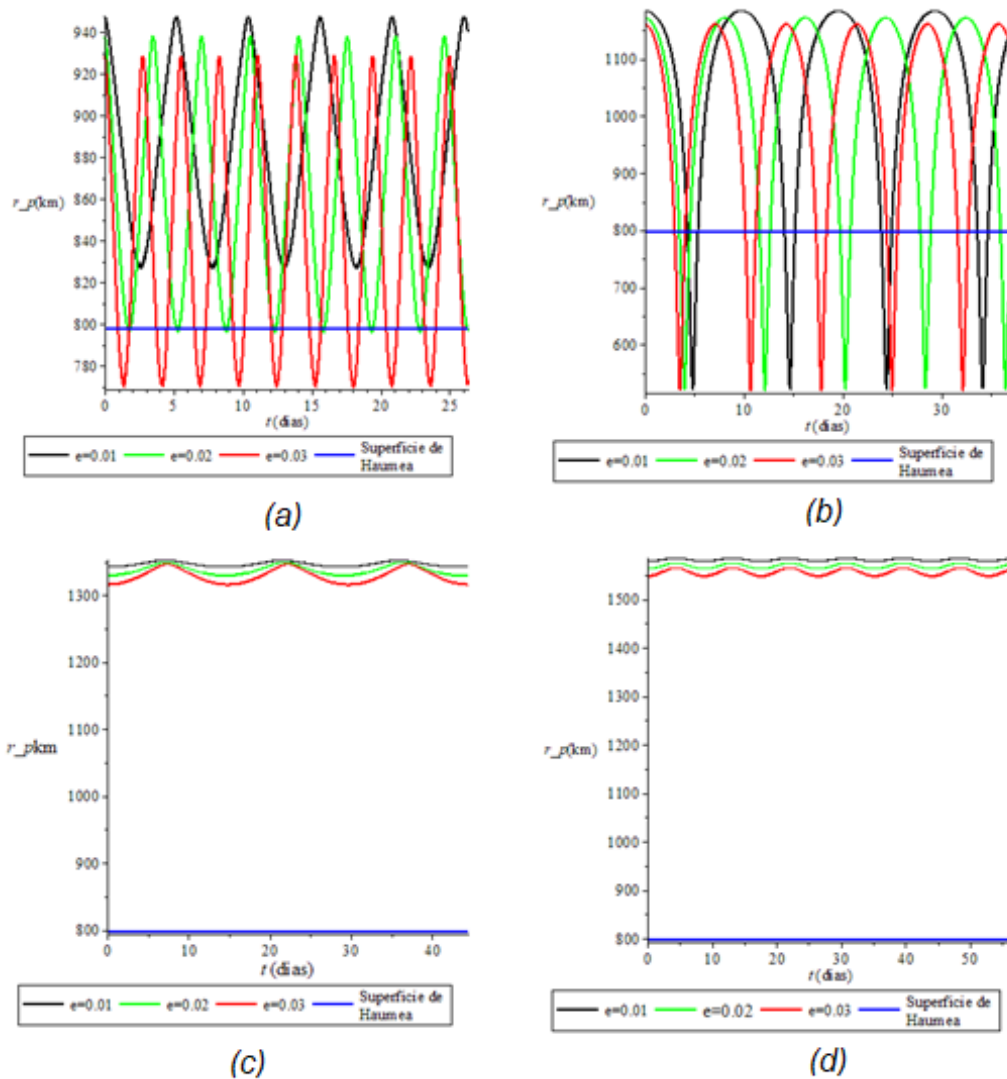 940
920
900
880
860
r_p(km)
840
820
800
780
0 5 10 15 20 25
t (dias)
e=0.01 e=0.02 e=0.03 Superfície de
Haumea
(a)
1100
1000
900
r_p(km)
800
700
600
0 10 20 30
t (dias)
e=0.01 e=0.02 e=0.03 Superfície de
Haumea
(b)
1300
1200
1100
r_pkm
1000
900
800
0 10 20 30 40
t (dias)
e=0.01 e=0.02 e=0.03 Superfície de
Haumea
(c)
1500
1400
1300
1200
r_p(km)
1100
1000
900
800
0 10 20 30 40 50
t (dias)
e=0.01 e=0.02 e=0.03 Superfície de
Haumea
(d)